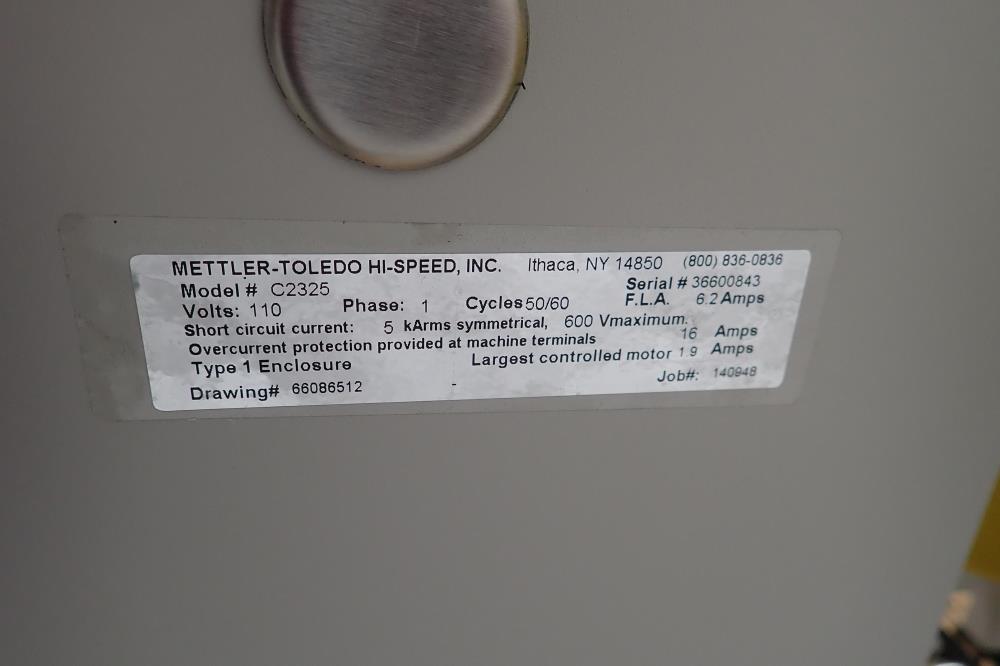 METTLER-TOLEDO HI-SPEED, INC. Ithaca, NY 14850 (800) 836-0836
Model # C2325 Serial # 36600843
Volts: 110 Phase: 1 Cycles 50/60 F.L.A. 6.2 Amps
Short circuit current: 5 kArms symmetrical, 600 Vmaximum.
Overcurrent protection provided at machine terminals 16 Amps
Type 1 Enclosure Largest controlled motor 1.9 Amps
Drawing# 66086512 - Job#: 140948